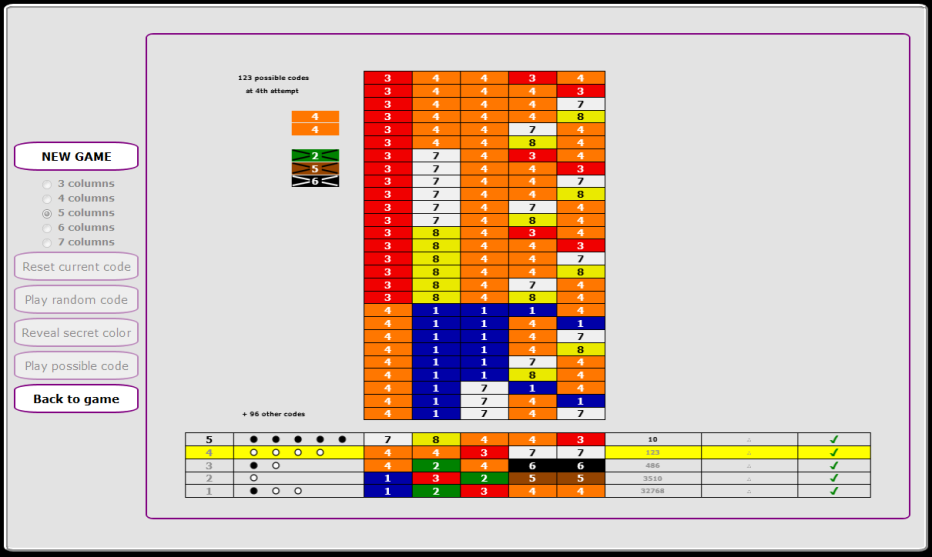 NEW GAME
3 columns
4 columns
5 columns
6 columns
7 columns
Reset current code
Play random code
Reveal secret color
Play possible code
Back to game
123 possible codes
at 4th attempt
4
4
2
5
6
3 4 4 3 4
3 4 4 4 3
3 4 4 4 7
3 4 4 4 8
3 4 4 7 4
3 4 4 8 4
3 7 4 3 4
3 7 4 4 3
3 7 4 4 7
3 7 4 4 8
3 7 4 7 4
3 7 4 8 4
3 8 4 3 4
3 8 4 4 3
3 8 4 4 7
3 8 4 4 8
3 8 4 7 4
3 8 4 8 4
4 1 1 1 4
4 1 1 4 1
4 1 1 4 7
4 1 1 4 8
4 1 1 7 4
4 1 1 8 4
4 1 7 1 4
4 1 7 4 1
4 1 7 4 7
+ 96 other codes
5 7 8 4 4 3 10
4 4 4 3 7 7 123
3 4 2 4 6 6 486
2 1 3 2 5 5 3510
1 1 2 3 4 4 32768